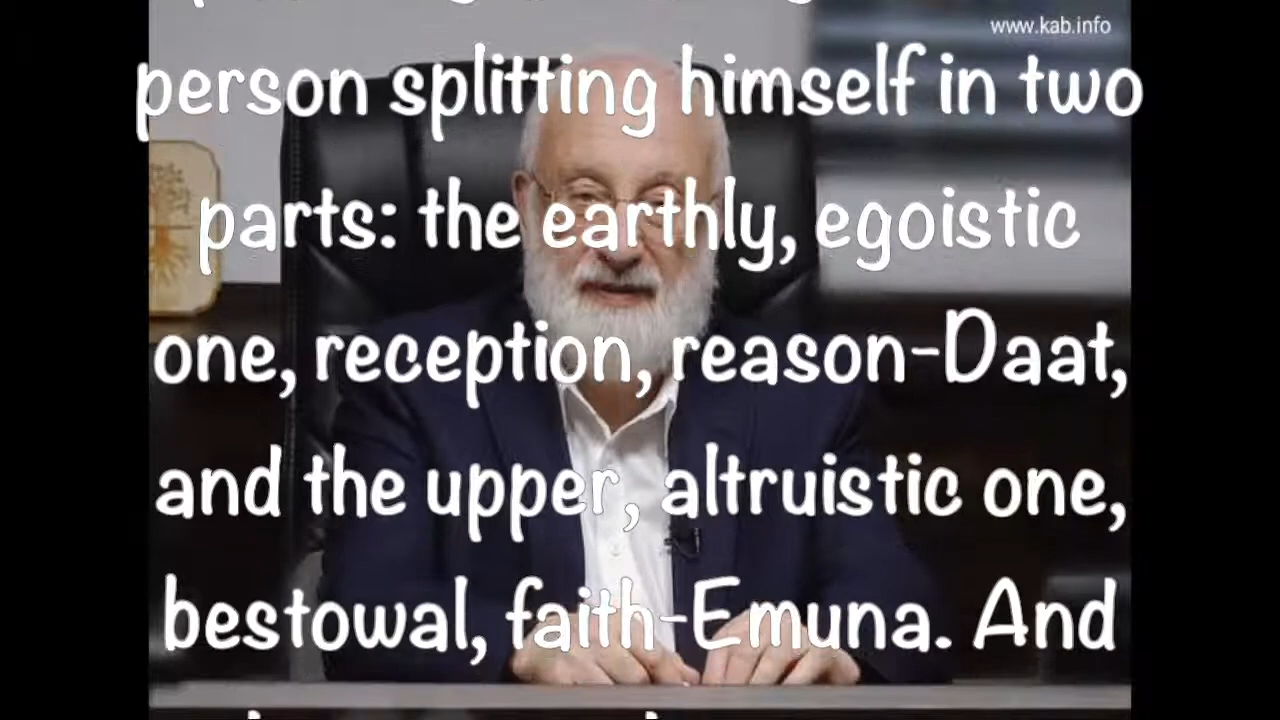 www.kab.info
person splitting himself in two
parts: the earthly, egoistic
one, reception, reason-Daat,
and the upper, altruistic one,
bestowal, faith-Emuna. And